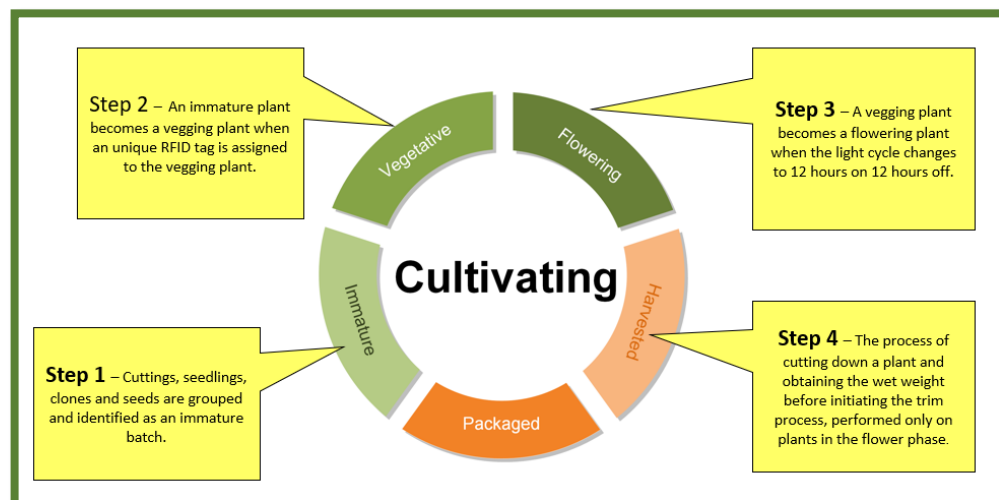 Step 2 – An immature plant
becomes a vegging plant when
an unique RFID tag is assigned
to the vegging plant.
Vegetative
Flowering
Step 3 – A vegging plant
becomes a flowering plant
when the light cycle changes
to 12 hours on 12 hours off.
Cultivating
Immature
Harvested
Step 1 – Cuttings, seedlings,
clones and seeds are grouped
and identified as an immature
batch.
Packaged
Step 4 – The process of
cutting down a plant and
obtaining the wet weight
before initiating the trim
process, performed only on
plants in the flower phase.